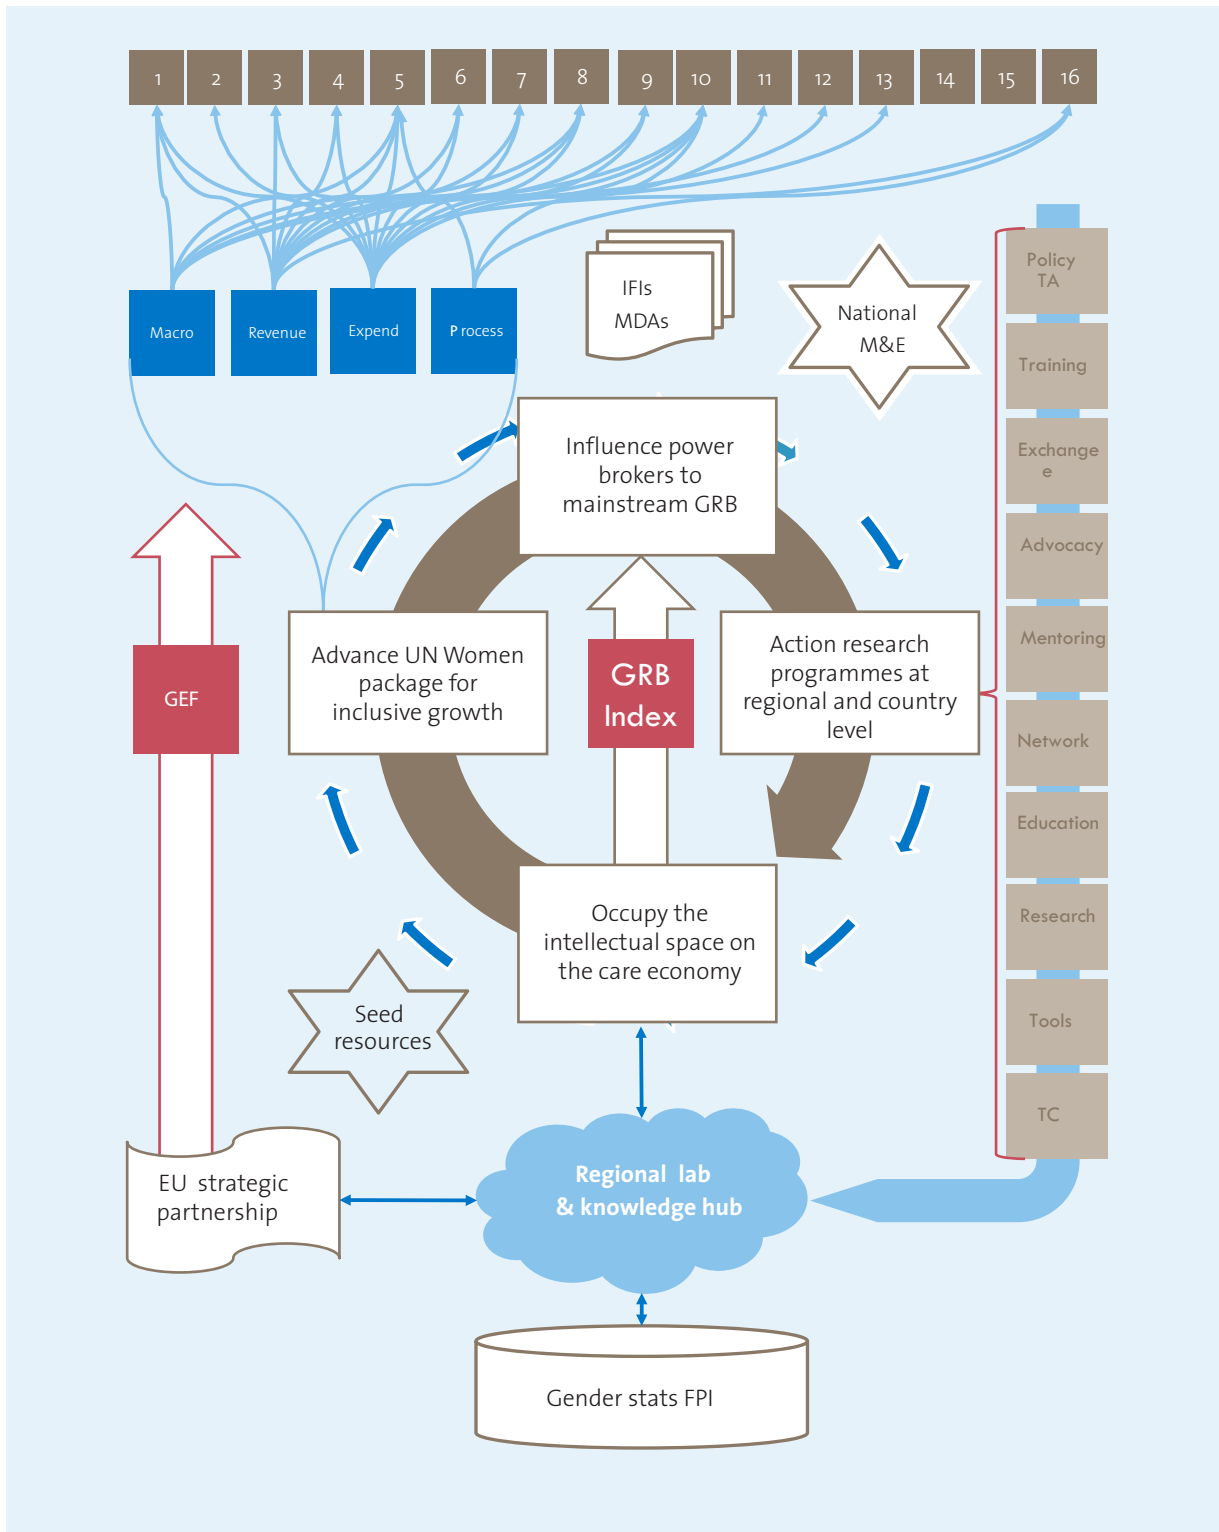 1 2 3 4 5 6 7 8 9 10 11 12 13 14 15 16
Macro
Revenue
Expend
P rocess
IFIs
MDAs
National
M&E
Policy
TA
Training
Exchange
e
Advocacy
Mentoring
Network
Education
Research
Tools
TC
Influence power
brokers to
mainstream GRB
Advance UN Women
package for
inclusive growth
GEF
GRB
Index
Action research
programmes at
regional and country
level
Occupy the
intellectual space on
the care economy
Seed
resources
EU strategic
partnership
Regional lab
& knowledge hub
Gender stats FPI